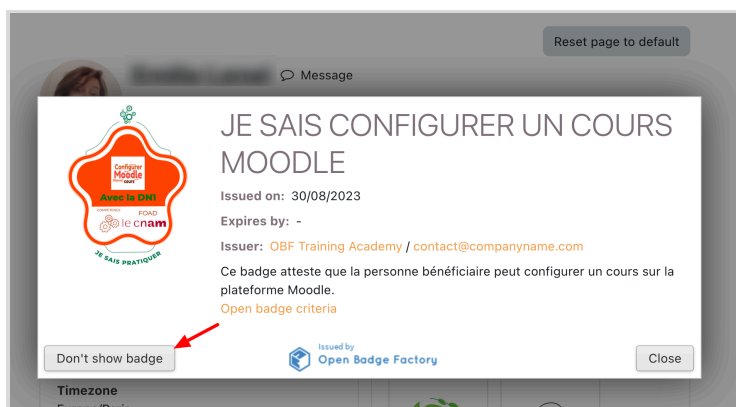 Reset page to default
Message
JE SAIS CONFIGURER UN COURS
MOODLE
Issued on: 30/08/2023
Expires by: -
Issuer: OBF Training Academy / contact@companyname.com
Ce badge atteste que la personne bénéficiaire peut configurer un cours sur la
plateforme Moodle.
Open badge criteria
Configurer
Moodle
Avec la DN1
FOAD
le cnam
JE SAIS PRATIQUER
Don't show badge
Issued by
Open Badge Factory
Close
Timezone